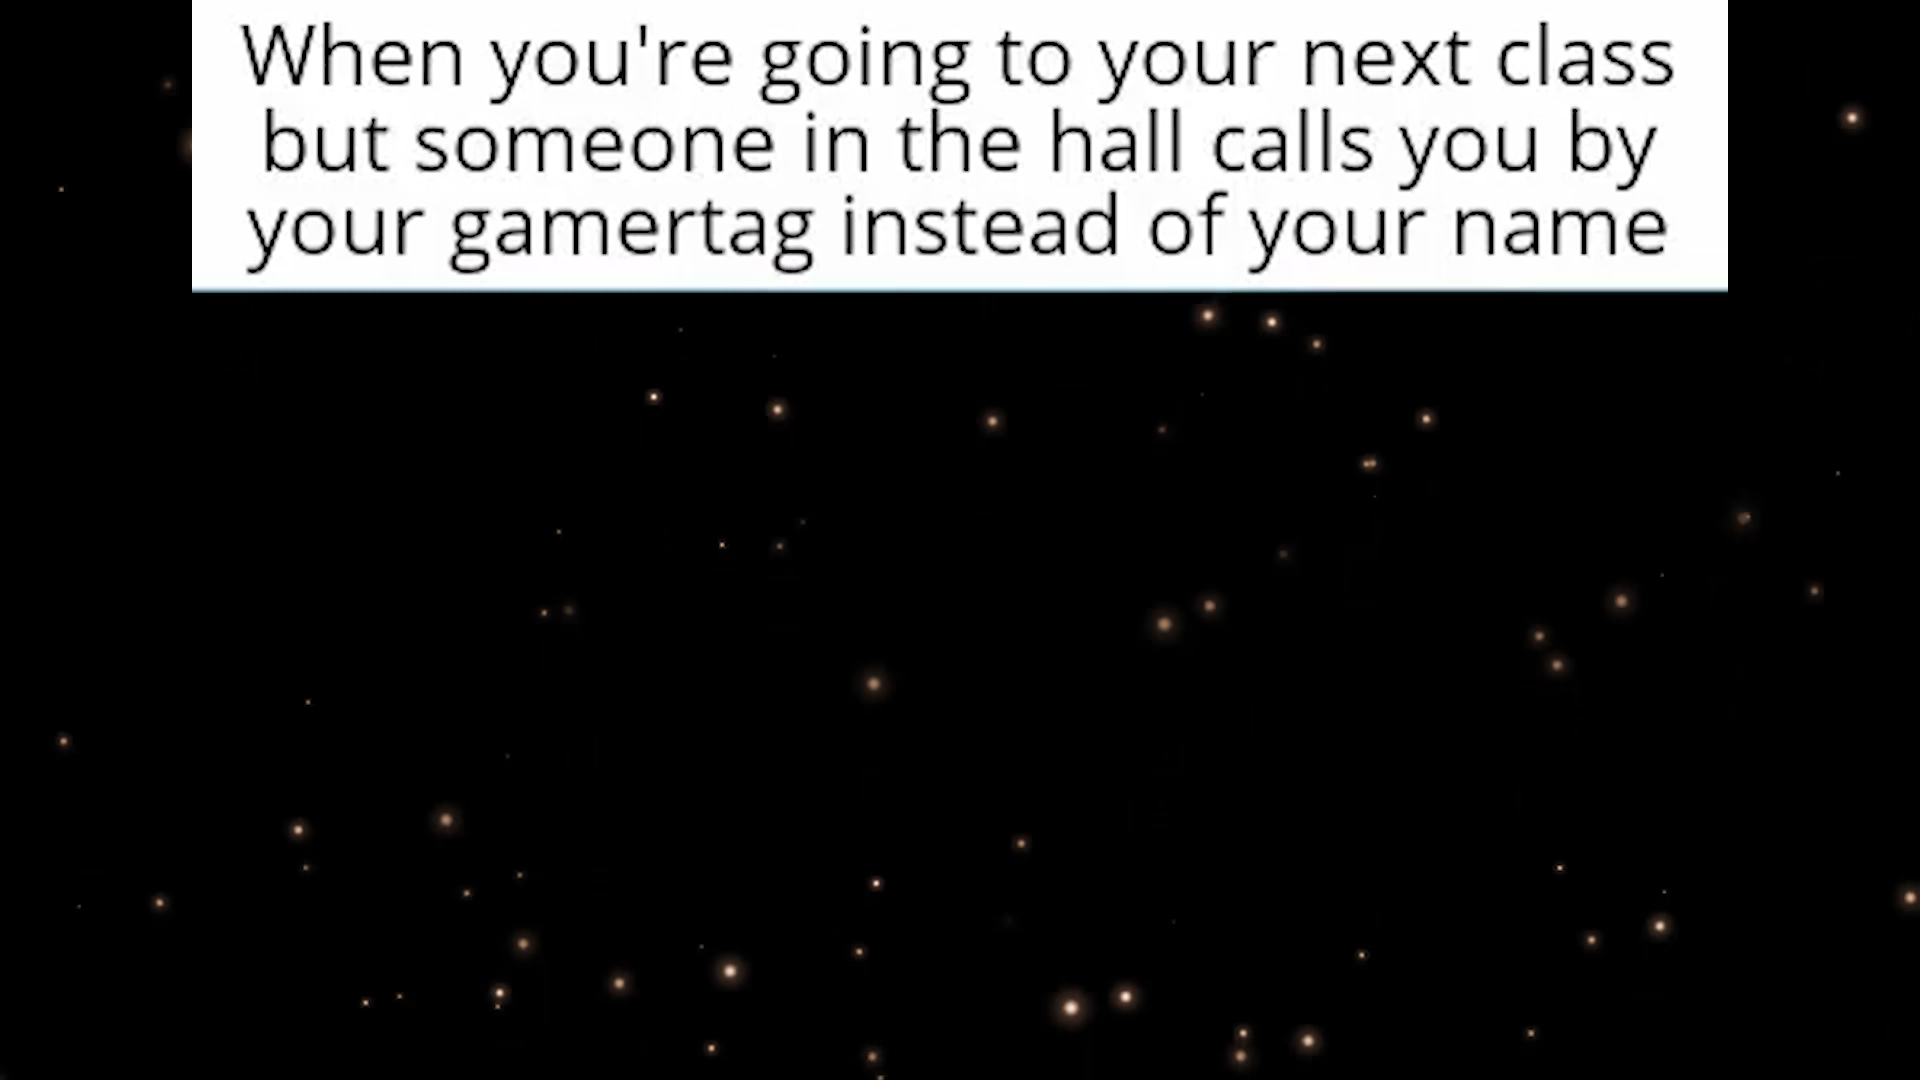 When you're going to your next class
but someone in the hall calls you by
your gamertag instead of your name